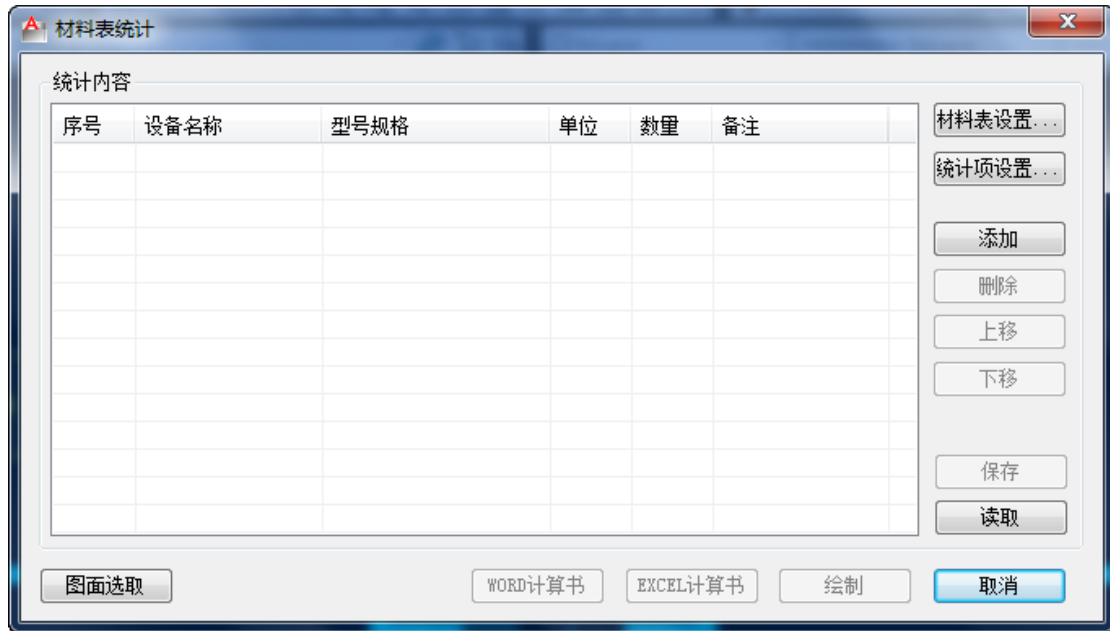 材料表统计
统计内容
序号 设备名称 型号规格 单位 数量 备注
材料表设置...
统计项设置...
添加
删除
上移
下移
保存
读取
图面选取 WORD计算书 EXCEL计算书 绘制 取消